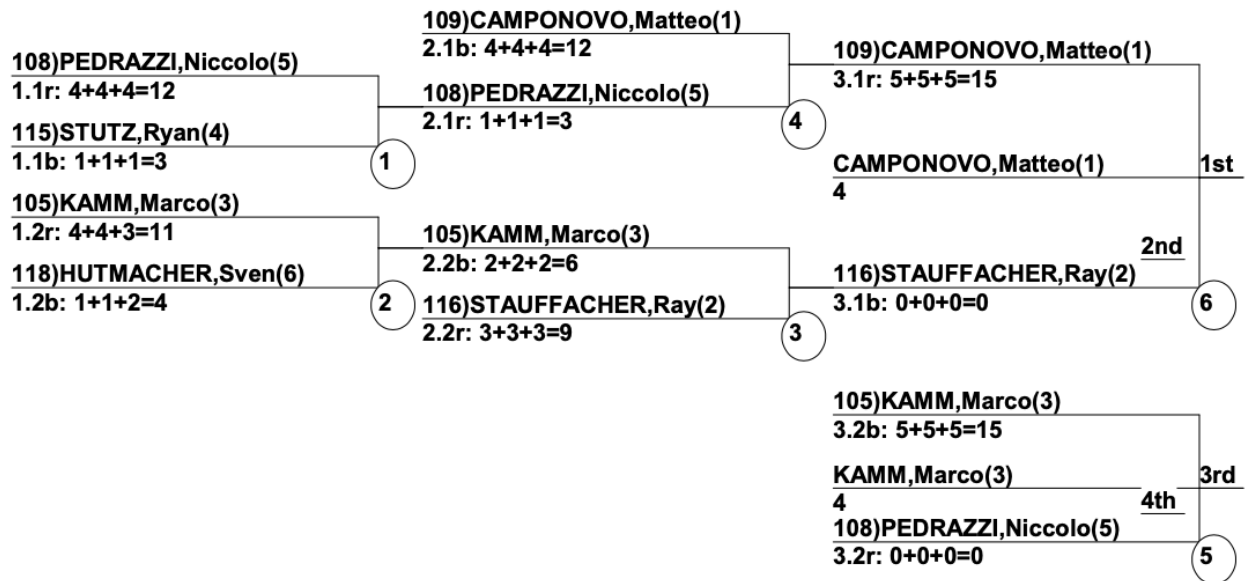 108)PEDRAZZI,Niccolo(5)
1.1r: 4+4+4=12
115)STUTZ,Ryan(4)
1.1b: 1+1+1=3
1
105)KAMM,Marco(3)
1.2r: 4+4+3=11
118)HUTMACHER,Sven(6)
1.2b: 1+1+2=4
2
109)CAMPONOVO,Matteo(1)
2.1b: 4+4+4=12
108)PEDRAZZI,Niccolo(5)
2.1r: 1+1+1=3
4
105)KAMM,Marco(3)
2.2b: 2+2+2=6
116)STAUFFACHER,Ray(2)
2.2r: 3+3+3=9
3
109)CAMPONOVO,Matteo(1)
3.1r: 5+5+5=15
CAMPONOVO,Matteo(1) 1st
4
2nd
116)STAUFFACHER,Ray(2)
3.1b: 0+0+0=0
6
105)KAMM,Marco(3)
3.2b: 5+5+5=15
KAMM,Marco(3) 3rd
4 4th
108)PEDRAZZI,Niccolo(5)
3.2r: 0+0+0=0
5